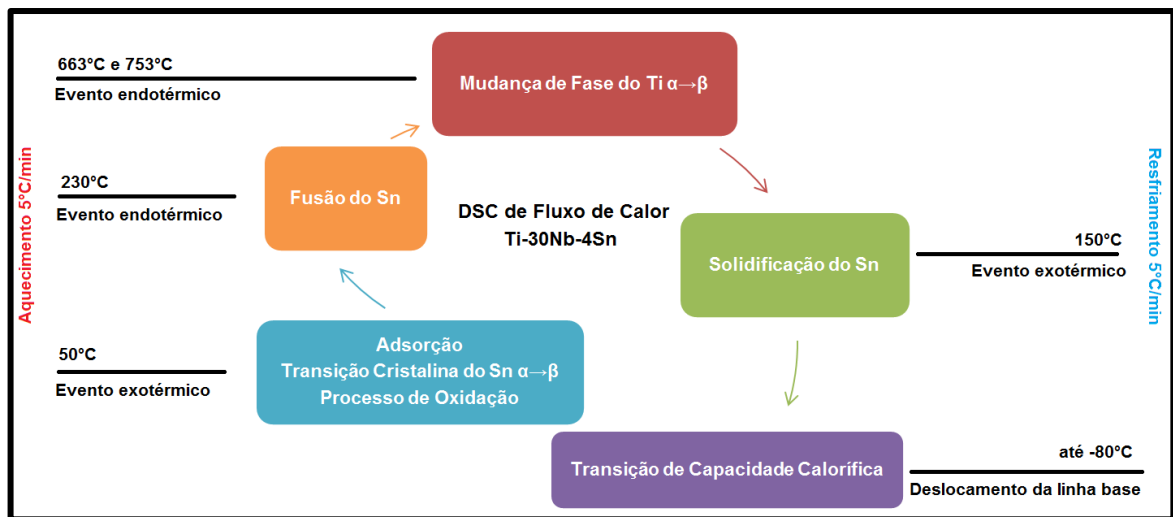 663°C e 753°C
Evento endotérmico
Mudança de Fase do Ti α→β
Aquecimento 5°C/min
230°C
Evento endotérmico
Fusão do Sn
DSC de Fluxo de Calor
Ti-30Nb-4Sn
Solidificação do Sn
150°C
Evento exotérmico
Resfriamento 5°C/min
50°C
Evento exotérmico
Adsorção
Transição Cristalina do Sn α→β
Processo de Oxidação
Transição de Capacidade Calorífica
até -80°C
Deslocamento da linha base